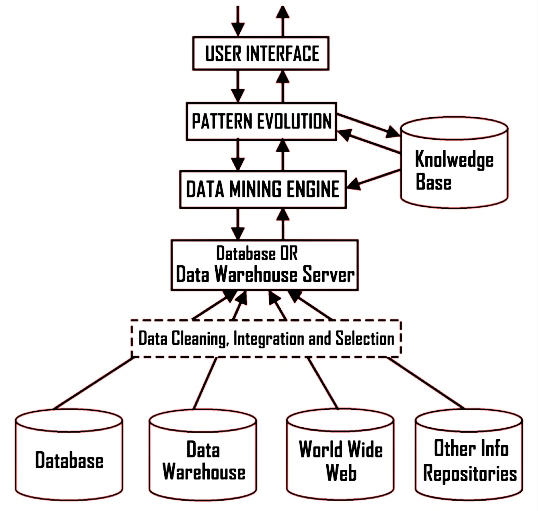 USER INTERFACE
PATTERN EVOLUTION
Knolwedge
Base
DATA MINING ENGINE
Database OR
Data Warehouse Server
Data Cleaning, Integration and Selection
Database
Data
Warehouse
World Wide
Web
Other Info
Repositories